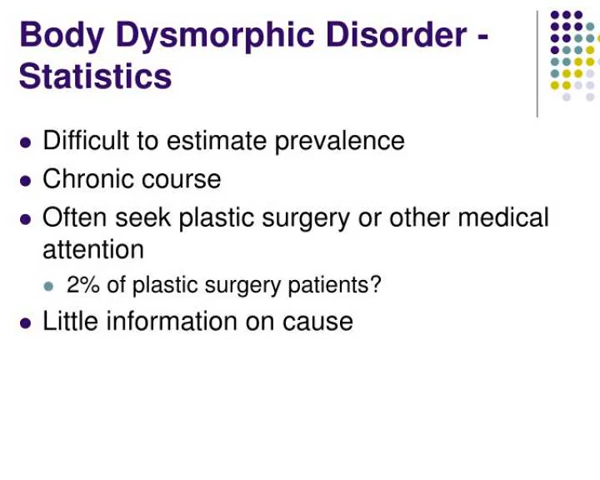 Body Dysmorphic Disorder -
Statistics
Difficult to estimate prevalence
Chronic course
Often seek plastic surgery or other medical
attention
2% of plastic surgery patients?
Little information on cause